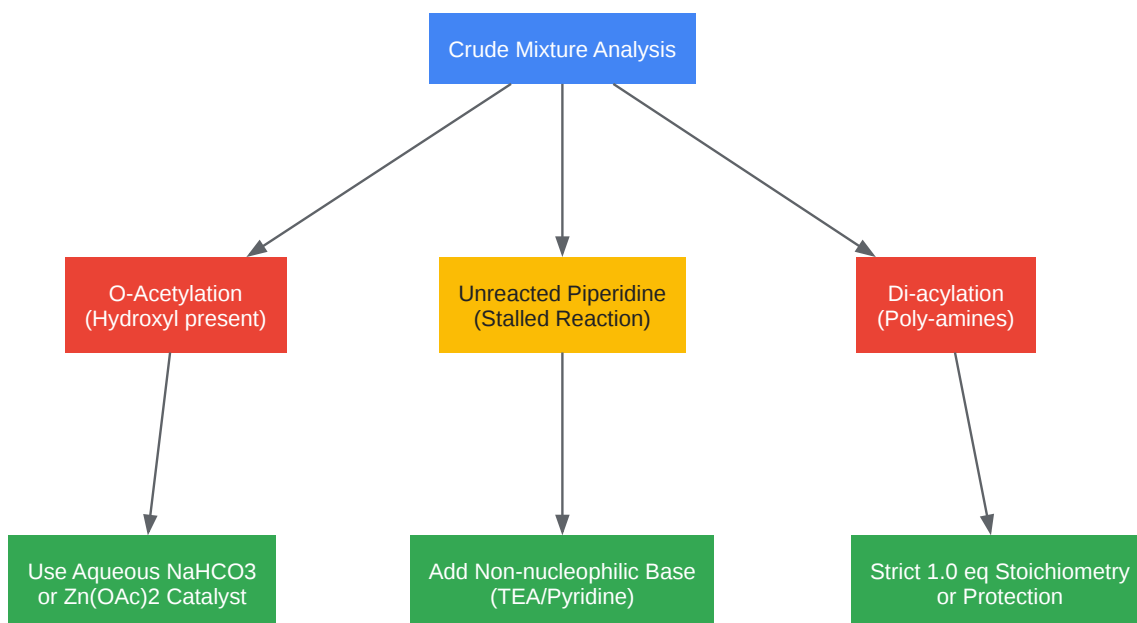 Crude Mixture Analysis
O-Acetylation
(Hydroxyl present)
Unreacted Piperidine
(Stalled Reaction)
Di-acylation
(Poly-amines)
Use Aqueous NaHCO3
or Zn(OAc)2 Catalyst
Add Non-nucleophilic Base
(TEA/Pyridine)
Strict 1.0 eq Stoichiometry
or Protection